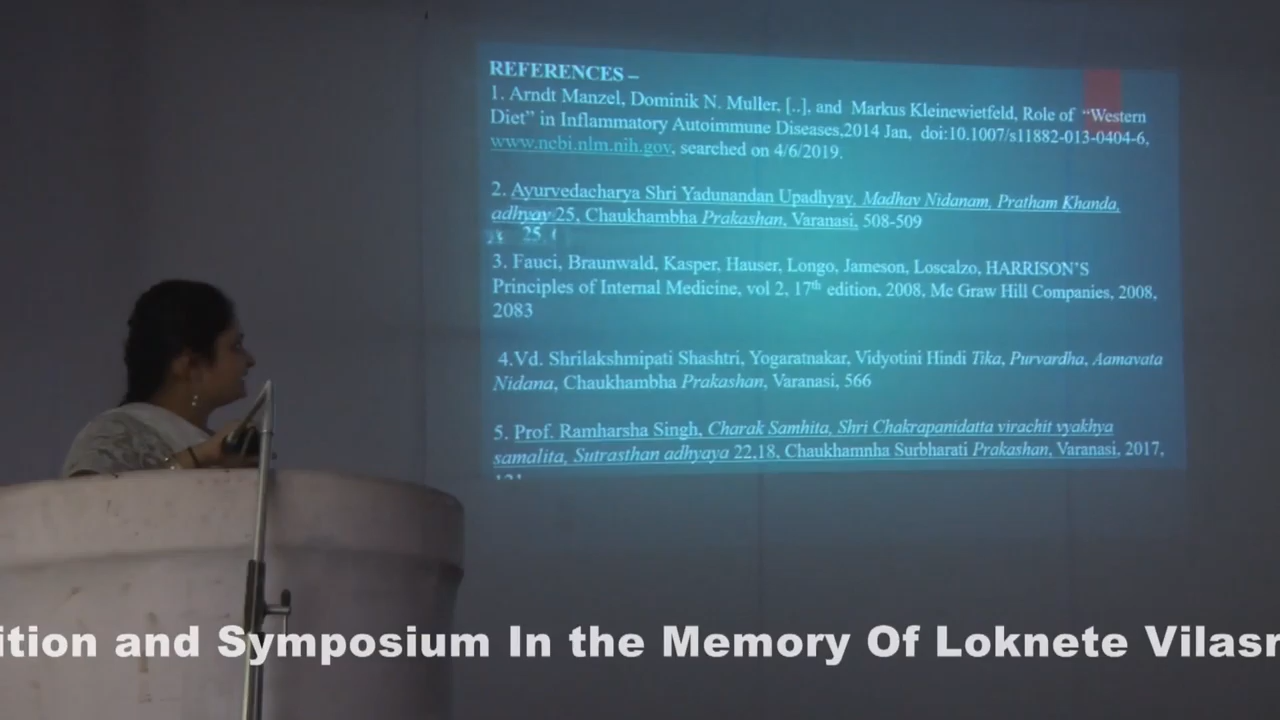 REFERENCES –
1. Arndt Manzel, Dominik N. Muller, [..], and Markus Kleinewietfeld, Role of “Western
Diet” in Inflammatory Autoimmune Diseases,2014 Jan, doi:10.1007/s11882-013-0404-6,
www.ncbi.nlm.nih.gov, searched on 4/6/2019.
2. Ayurvedacharya Shri Yadunandan Upadhyay, Madhav Nidanam, Pratham Khanda,
adhyay 25, Chaukhambha Prakashan, Varanasi, 508-509
25.
3. Fauci, Braunwald, Kasper, Hauser, Longo, Jameson, Loscalzo, HARRISON’S
Principles of Internal Medicine, vol 2, 17th edition, 2008, Mc Graw Hill Companies, 2008,
2083
4.Vd. Shrilakshmipati Shashtri, Yogaratnakar, Vidyotini Hindi Tika, Purvardha, Aamavata
Nidana, Chaukhambha Prakashan, Varanasi, 566
5. Prof. Ramharsha Singh, Charak Samhita, Shri Chakrapanidatta virachit vyakhya
samalita, Sutrasthan adhyaya 22,18, Chaukhamnha Surbharati Prakashan, Varanasi, 2017,
ition and Symposium In the Memory Of Loknete Vilasr